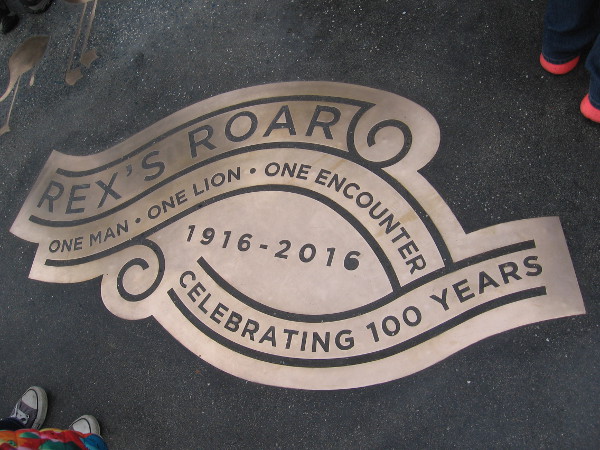 REX'S ROAR
ONE MAN • ONE LION • ONE ENCOUNTER
1916-2016
CELEBRATING 100 YEARS